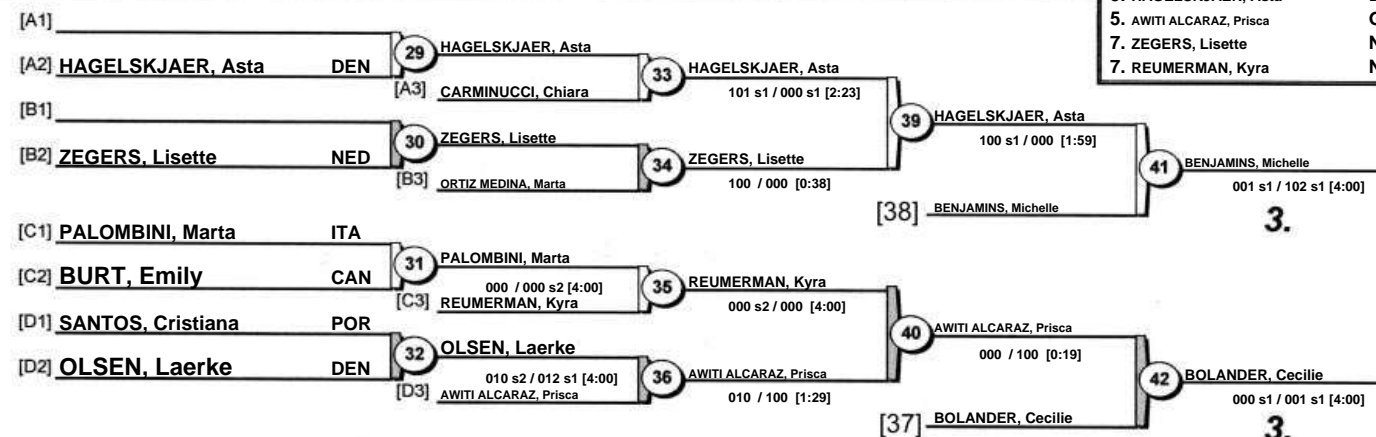 5. AWITI ALCARAZ, Prisca
7. ZEGERS, Lisette N
7. REUMERMAN, Kyra N
[A1]
[A2] HAGELSKJAER, Asta DEN
29
HAGELSKJAER, Asta
[A3] CARMINUCCI, Chiara
33
HAGELSKJAER, Asta
101 s1 / 000 s1 [2:23]
[B1]
[B2] ZEGERS, Lisette NED
30
ZEGERS, Lisette
[B3] ORTIZ MEDINA, Marta
34
ZEGERS, Lisette
100 / 000 [0:38]
39
HAGELSKJAER, Asta
100 s1 / 000 [1:59]
[38] BENJAMINS, Michelle
41
BENJAMINS, Michelle
001 s1 / 102 s1 [4:00]
3.
[C1] PALOMBINI, Marta ITA
[C2] BURT, Emily CAN
31
PALOMBINI, Marta
000 / 000 s2 [4:00]
[C3] REUMERMAN, Kyra
35
REUMERMAN, Kyra
000 s2 / 000 [4:00]
[D1] SANTOS, Cristiana POR
[D2] OLSEN, Laerke DEN
32
OLSEN, Laerke
010 s2 / 012 s1 [4:00]
[D3] AWITI ALCARAZ, Prisca
36
AWITI ALCARAZ, Prisca
010 / 100 [1:29]
40
AWITI ALCARAZ, Prisca
000 / 100 [0:19]
[37] BOLANDER, Cecilie
42
BOLANDER, Cecilie
000 s1 / 001 s1 [4:00]
3.